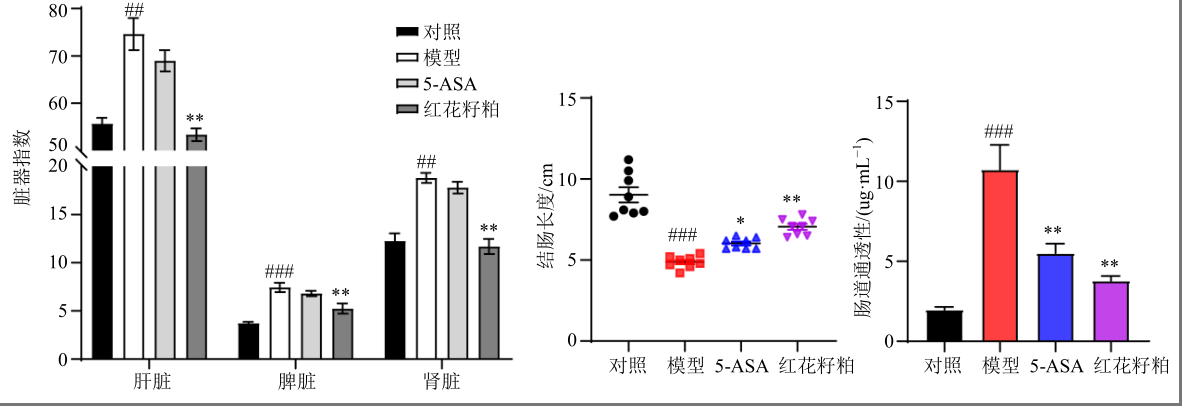 80
70
60
50
20
15
10
5
0
脏器指数
##
**
###
**
##
**
对照
模型
5-ASA
红花籽粕
肝脏
脾脏
肾脏
15
10
5
0
结肠长度/cm
###
*
**
对照
模型
5-ASA
红花籽粕
15
10
5
0
肠道通透性/(ug·mL⁻¹)
###
**
**
对照
模型
5-ASA
红花籽粕